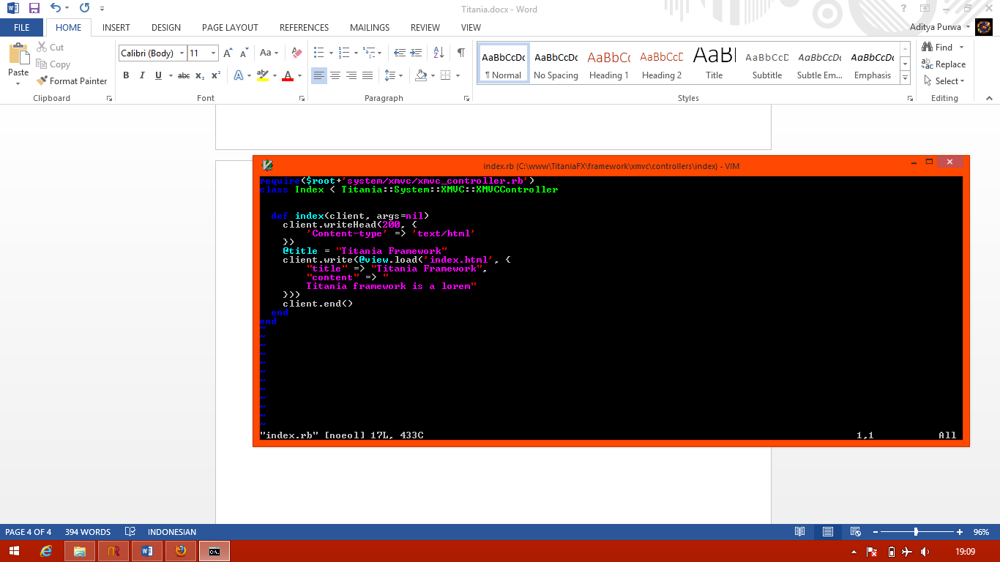 Titania.docx - Word
FILE HOME INSERT DESIGN PAGE LAYOUT REFERENCES MAILINGS REVIEW VIEW
Aditya Purwa
Paste
Cut
Copy
Format Painter
Clipboard
Calibri (Body) 11
Font
Paragraph
AaBbCcDc AaBbCcDc AaBbCc AaBbCcD AaBl AaBbCcD AaBbCcDc AaBbCcDc
¶ Normal No Spacing Heading 1 Heading 2 Title Subtitle Subtle Em... Emphasis
Styles
Find
Replace
Select
Editing
index.rb (C:\www\TitaniaFX\framework\xmvc\controllers\index) - VIM
require($root+'system/xmvc/xmvc_controller.rb')
class Index < Titania::System::XMVC::XMVCController
def index(client, args=nil)
client.writeHead(200, {
'Content-type' => 'text/html'
})
@title = "Titania Framework"
client.write(@view.load('index.html', {
"title" => "Titania Framework",
"content" => "
Titania framework is a lorem"
}))
client.end()
end
end
~
~
~
~
~
~
~
~
~
~
~
~
"index.rb" [noeol] 17L, 433C 1,1 All
PAGE 4 OF 4 394 WORDS INDONESIAN 96%
19:09